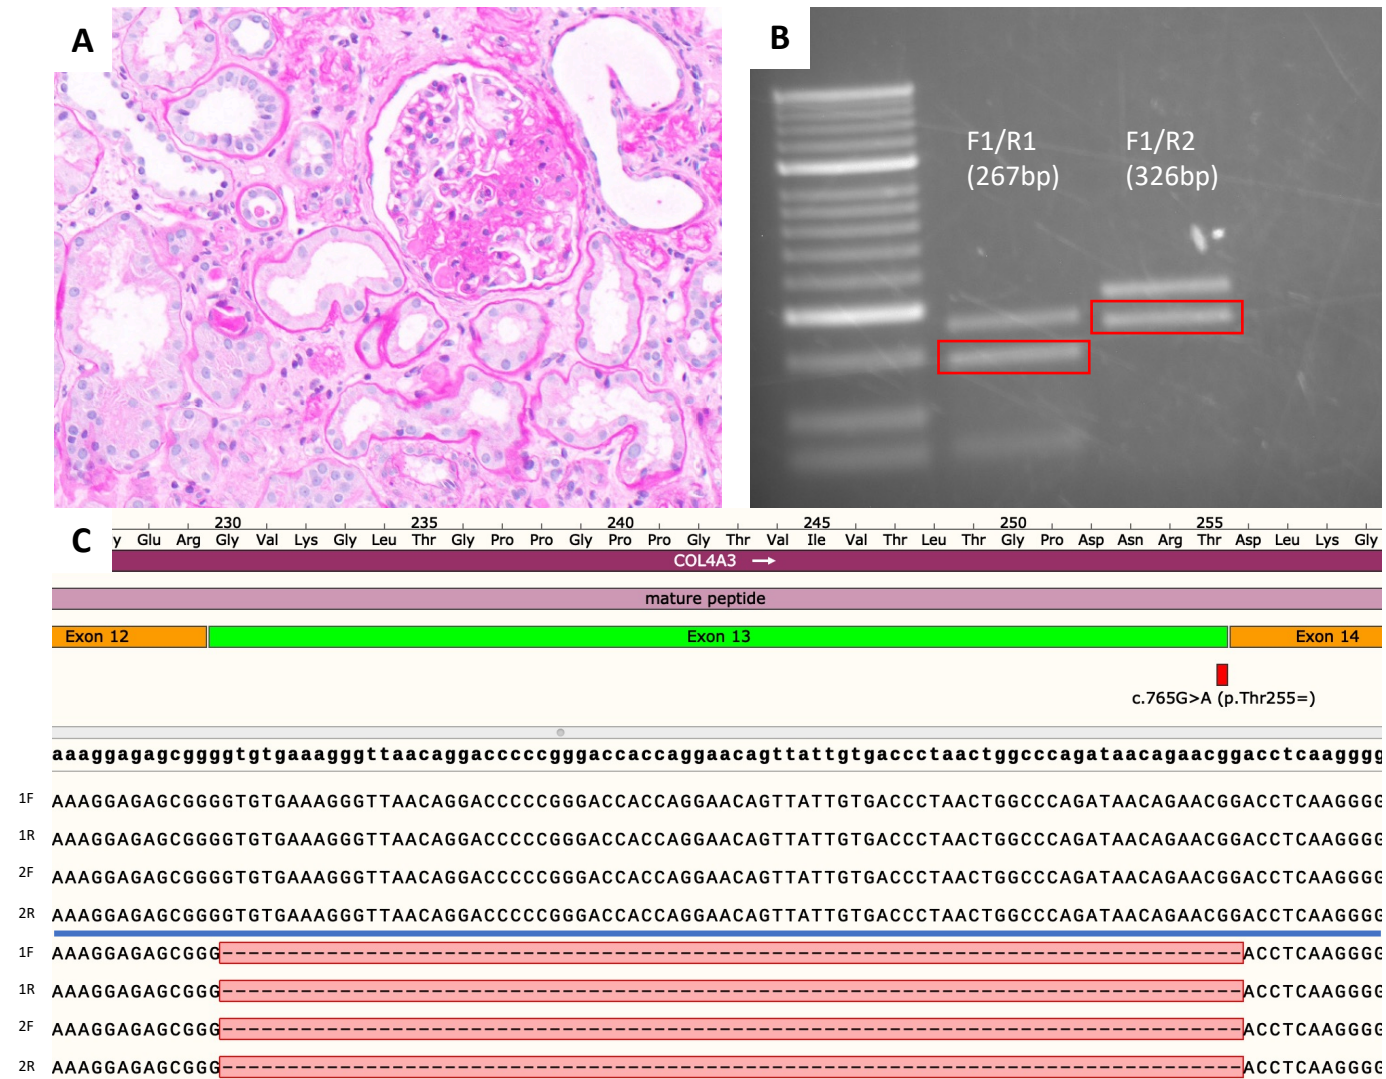 A
B
F1/R1
(267bp)
F1/R2
(326bp)
C
230 235 240 245 250 255
y Glu Arg Gly Val Lys Gly Leu Thr Gly Pro Pro Gly Pro Pro Gly Thr Val Ile Val Thr Leu Thr Gly Pro Asp Asn Arg Thr Asp Leu Lys Gly
COL4A3
mature peptide
Exon 12 Exon 13 Exon 14
c.765G>A (p.Thr255=)
aaaggagagcggggtgtgaaagggttaacaggacccccgggaccaccaggaacagttattgtgaccctaactggcccagataacagaacggacctcaagggg
1F AAAGGAGAGCGGGGTGTGAAAGGGTTAACAGGACCCCCGGGACCACCAGGAACAGTTATTGTGACCCTAACTGGCCCAGATAACAGAACGGACCTCAAGGGG
1R AAAGGAGAGCGGGGTGTGAAAGGGTTAACAGGACCCCCGGGACCACCAGGAACAGTTATTGTGACCCTAACTGGCCCAGATAACAGAACGGACCTCAAGGGG
2F AAAGGAGAGCGGGGTGTGAAAGGGTTAACAGGACCCCCGGGACCACCAGGAACAGTTATTGTGACCCTAACTGGCCCAGATAACAGAACGGACCTCAAGGGG
2R AAAGGAGAGCGGGGTGTGAAAGGGTTAACAGGACCCCCGGGACCACCAGGAACAGTTATTGTGACCCTAACTGGCCCAGATAACAGAACGGACCTCAAGGGG
1F AAAGGAGAGCGGG------------------------------------------------------------------------------ACCTCAAGGGG
1R AAAGGAGAGCGGG------------------------------------------------------------------------------ACCTCAAGGGG
2F AAAGGAGAGCGGG------------------------------------------------------------------------------ACCTCAAGGGG
2R AAAGGAGAGCGGG------------------------------------------------------------------------------ACCTCAAGGGG